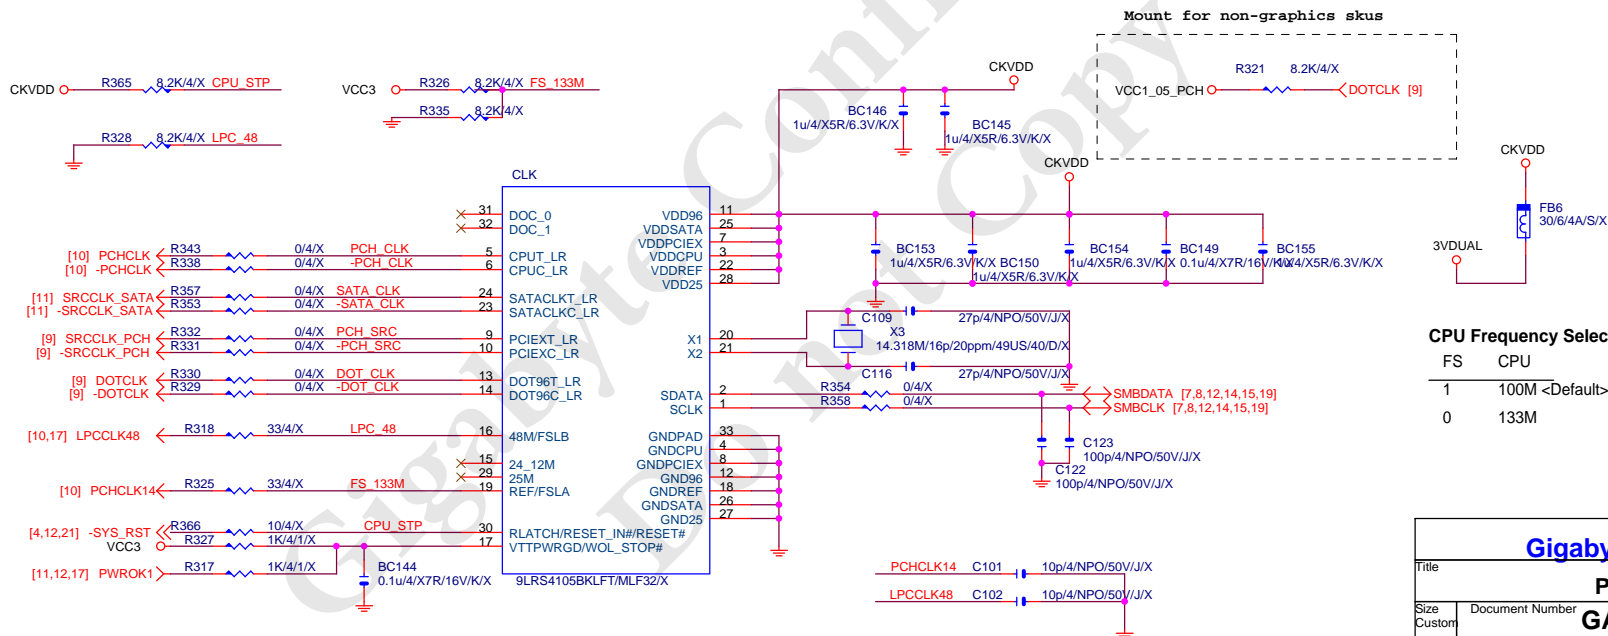 Mount for non-graphics skus
CKVDD R365 8.2K/4/X CPU_STP
VCC3 R326 8.2K/4/X FS_133M
R335 8.2K/4/X
R328 8.2K/4/X LPC_48
CKVDD
BC146
1u/4/X5R/6.3V/K/X
BC145
1u/4/X5R/6.3V/K/X
R321 8.2K/4/X
VCC1_05_PCH DOTCLK [9]
CKVDD
CKVDD
FB6
30/6/4A/S/X
3VDUAL
CLK
31 DOC_0
32 DOC_1
[10] PCHCLK R343 0/4/X PCH_CLK 5 CPUT_LR
[10] -PCHCLK R338 0/4/X -PCH_CLK 6 CPUC_LR
[11] SRCCLK_SATA R357 0/4/X SATA_CLK 24 SATACLKT_LR
[11] -SRCCLK_SATA R353 0/4/X -SATA_CLK 23 SATACLKC_LR
[9] SRCCLK_PCH R332 0/4/X PCH_SRC 9 PCIEXT_LR
[9] -SRCCLK_PCH R331 0/4/X -PCH_SRC 10 PCIEXC_LR
[9] DOTCLK R330 0/4/X DOT_CLK 13 DOT96T_LR
[9] -DOTCLK R329 0/4/X -DOT_CLK 14 DOT96C_LR
[10,17] LPCCLK48 R318 33/4/X LPC_48 16 48M/FSLB
15 24_12M
29 25M
[10] PCHCLK14 R325 33/4/X FS_133M 19 REF/FSLA
[4,12,21] -SYS_RST R366 10/4/X CPU_STP 30 RLATCH/RESET_IN#/RESET#
VCC3 R327 1K/4/1/X 17 VTTPWRGD/WOL_STOP#
[11,12,17] PWROK1 R317 1K/4/1/X
BC144
0.1u/4/X7R/16V/K/X
9LRS4105BKLFT/MLF32/X
VDD96 11
VDDSATA 25
VDDPCIEX 7
VDDCPU 3
VDDREF 22
VDD25 28
BC153
1u/4/X5R/6.3V/K/X
BC150
1u/4/X5R/6.3V/K/X
BC154
1u/4/X5R/6.3V/K/X
BC149
0.1u/4/X7R/16V/K/X
BC155
1u/4/X5R/6.3V/K/X
X1 20
X2 21
C109 27p/4/NPO/50V/J/X
X3
14.318M/16p/20ppm/49US/40/D/X
C116 27p/4/NPO/50V/J/X
SDATA 2 R354 0/4/X SMBDATA [7,8,12,14,15,19]
SCLK 1 R358 0/4/X SMBCLK [7,8,12,14,15,19]
C123
100p/4/NPO/50V/J/X
C122
100p/4/NPO/50V/J/X
GNDPAD 33
GNDCPU 4
GNDPCIEX 8
GND96 12
GNDREF 18
GNDSATA 26
GND25 27
PCHCLK14 C101 10p/4/NPO/50V/J/X
LPCCLK48 C102 10p/4/NPO/50V/J/X
CPU Frequency Selec
FS CPU
1 100M <Default>
0 133M
Gigaby
Title
P
Size
Custom
Document Number
GA
Gigabyte Confi
Do not Copy